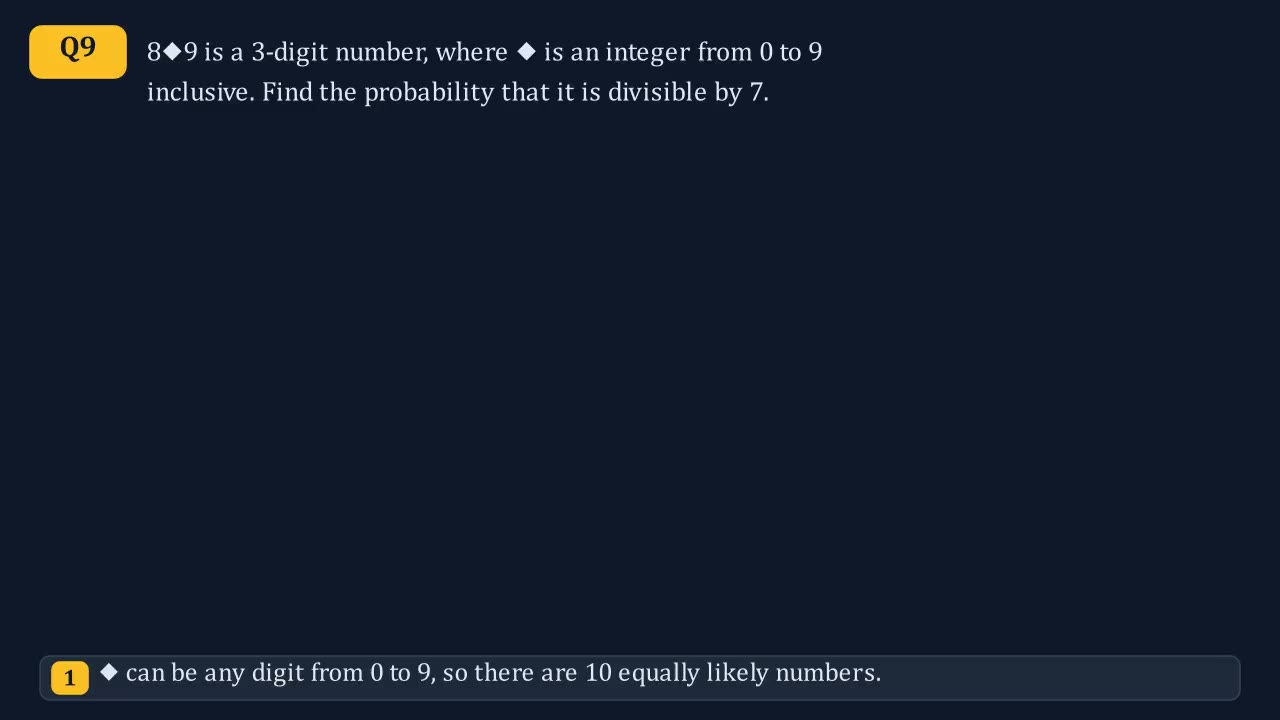 Q9
8◆9 is a 3-digit number, where ◆ is an integer from 0 to 9
inclusive. Find the probability that it is divisible by 7.
1 ◆ can be any digit from 0 to 9, so there are 10 equally likely numbers.